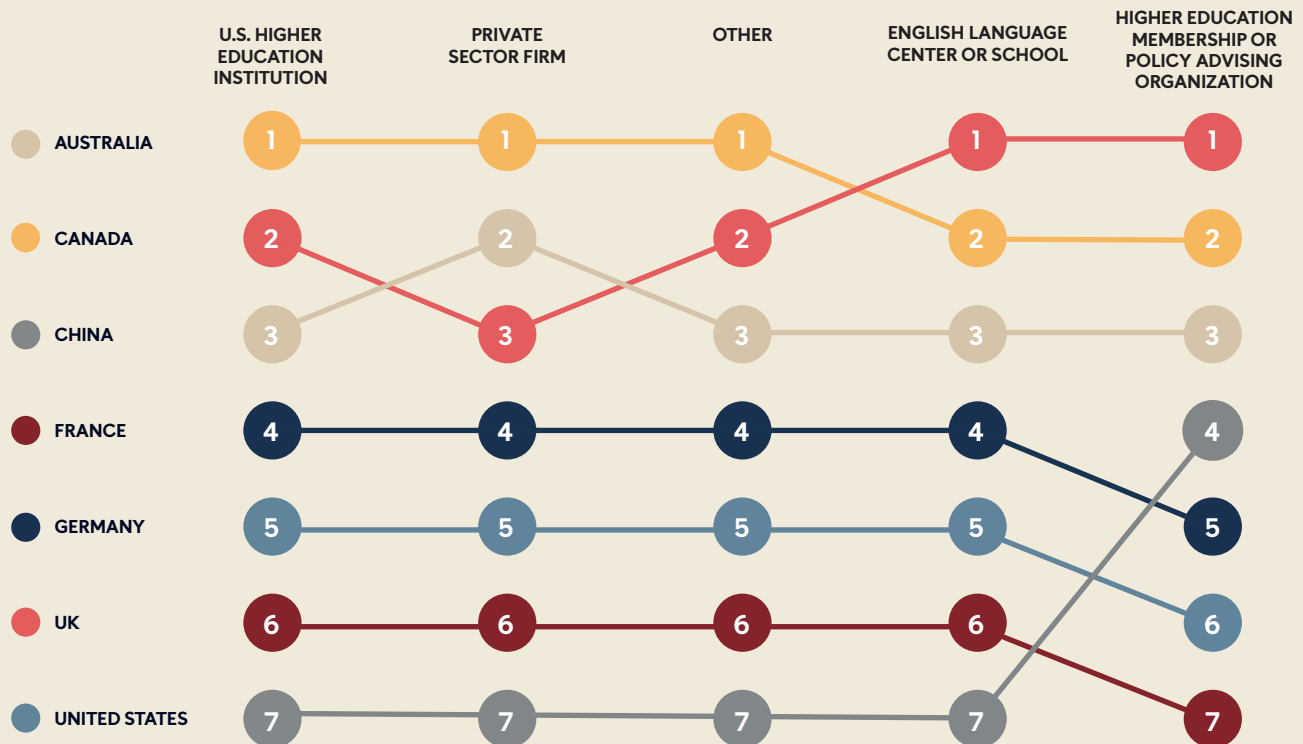 U.S. HIGHER
EDUCATION
INSTITUTION
PRIVATE
SECTOR FIRM
OTHER
ENGLISH LANGUAGE
CENTER OR SCHOOL
HIGHER EDUCATION
MEMBERSHIP OR
POLICY ADVISING
ORGANIZATION
AUSTRALIA
1 1 1 1 1
CANADA
2 2 2 2 2
CHINA
3 3 3 3 3
FRANCE
4 4 4 4 4
GERMANY
5 5 5 5 5
UK
6 6 6 6 6
UNITED STATES
7 7 7 7 7